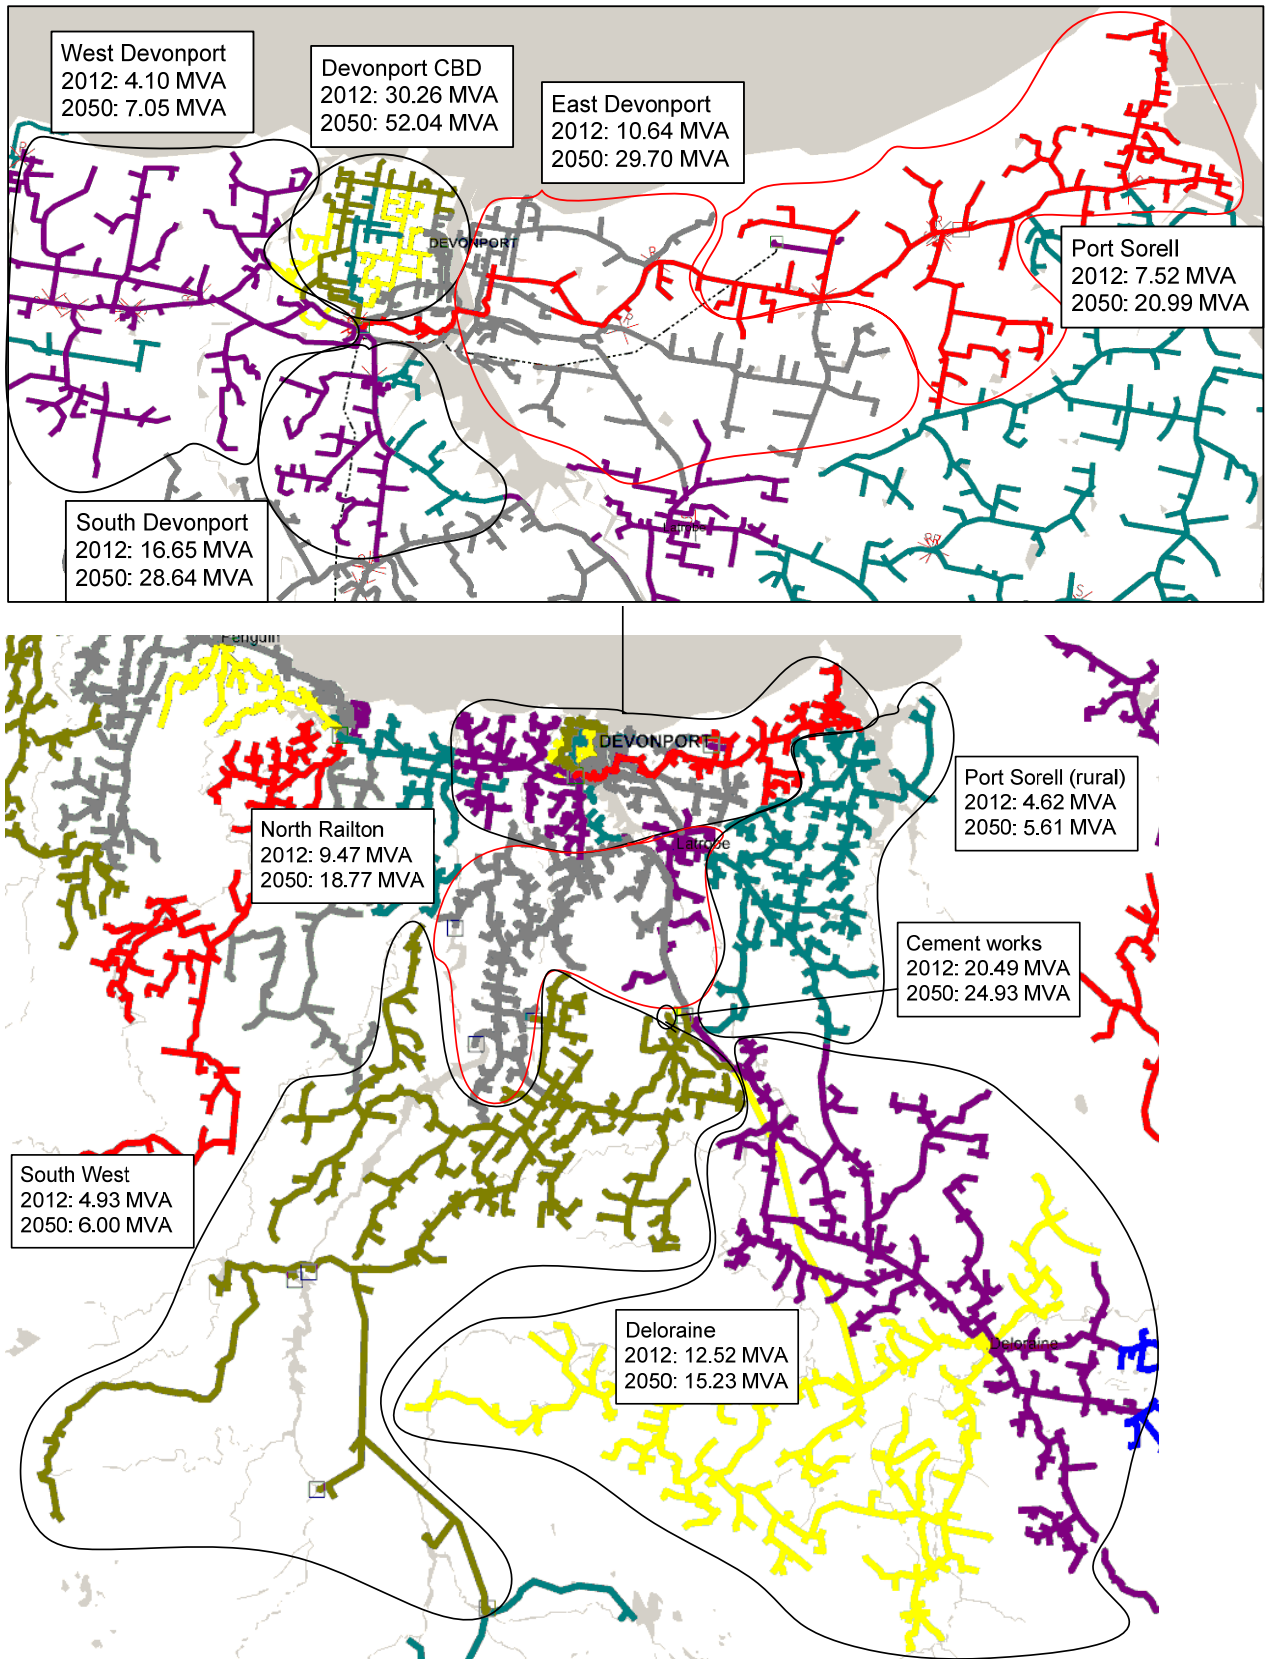 West Devonport
2012: 4.10 MVA
2050: 7.05 MVA
Devonport CBD
2012: 30.26 MVA
2050: 52.04 MVA
East Devonport
2012: 10.64 MVA
2050: 29.70 MVA
DEVONPORT
Port Sorell
2012: 7.52 MVA
2050: 20.99 MVA
South Devonport
2012: 16.65 MVA
2050: 28.64 MVA
Latrobe
Penguin
DEVONPORT
Port Sorell (rural)
2012: 4.62 MVA
2050: 5.61 MVA
North Railton
2012: 9.47 MVA
2050: 18.77 MVA
Latrobe
Cement works
2012: 20.49 MVA
2050: 24.93 MVA
South West
2012: 4.93 MVA
2050: 6.00 MVA
Deloraine
2012: 12.52 MVA
2050: 15.23 MVA
Deloraine